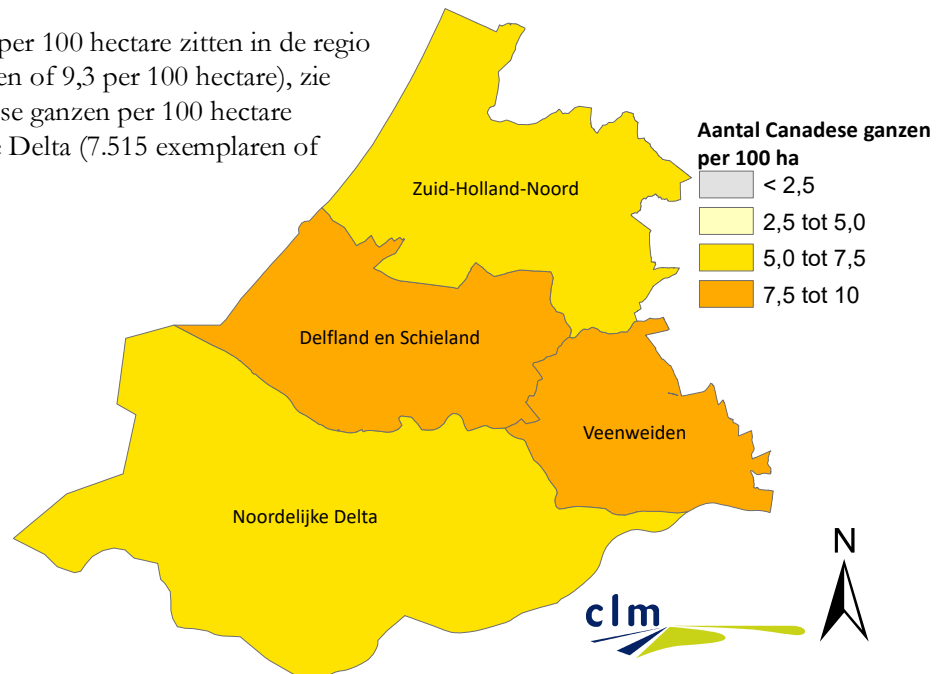 per 100 hectare zitten in de regio
en of 9,3 per 100 hectare), zie
se ganzen per 100 hectare
e Delta (7.515 exemplaren of
Aantal Canadese ganzen
per 100 ha
< 2,5
2,5 tot 5,0
5,0 tot 7,5
7,5 tot 10
Zuid-Holland-Noord
Delfland en Schieland
Veenweiden
Noordelijke Delta
N
clm